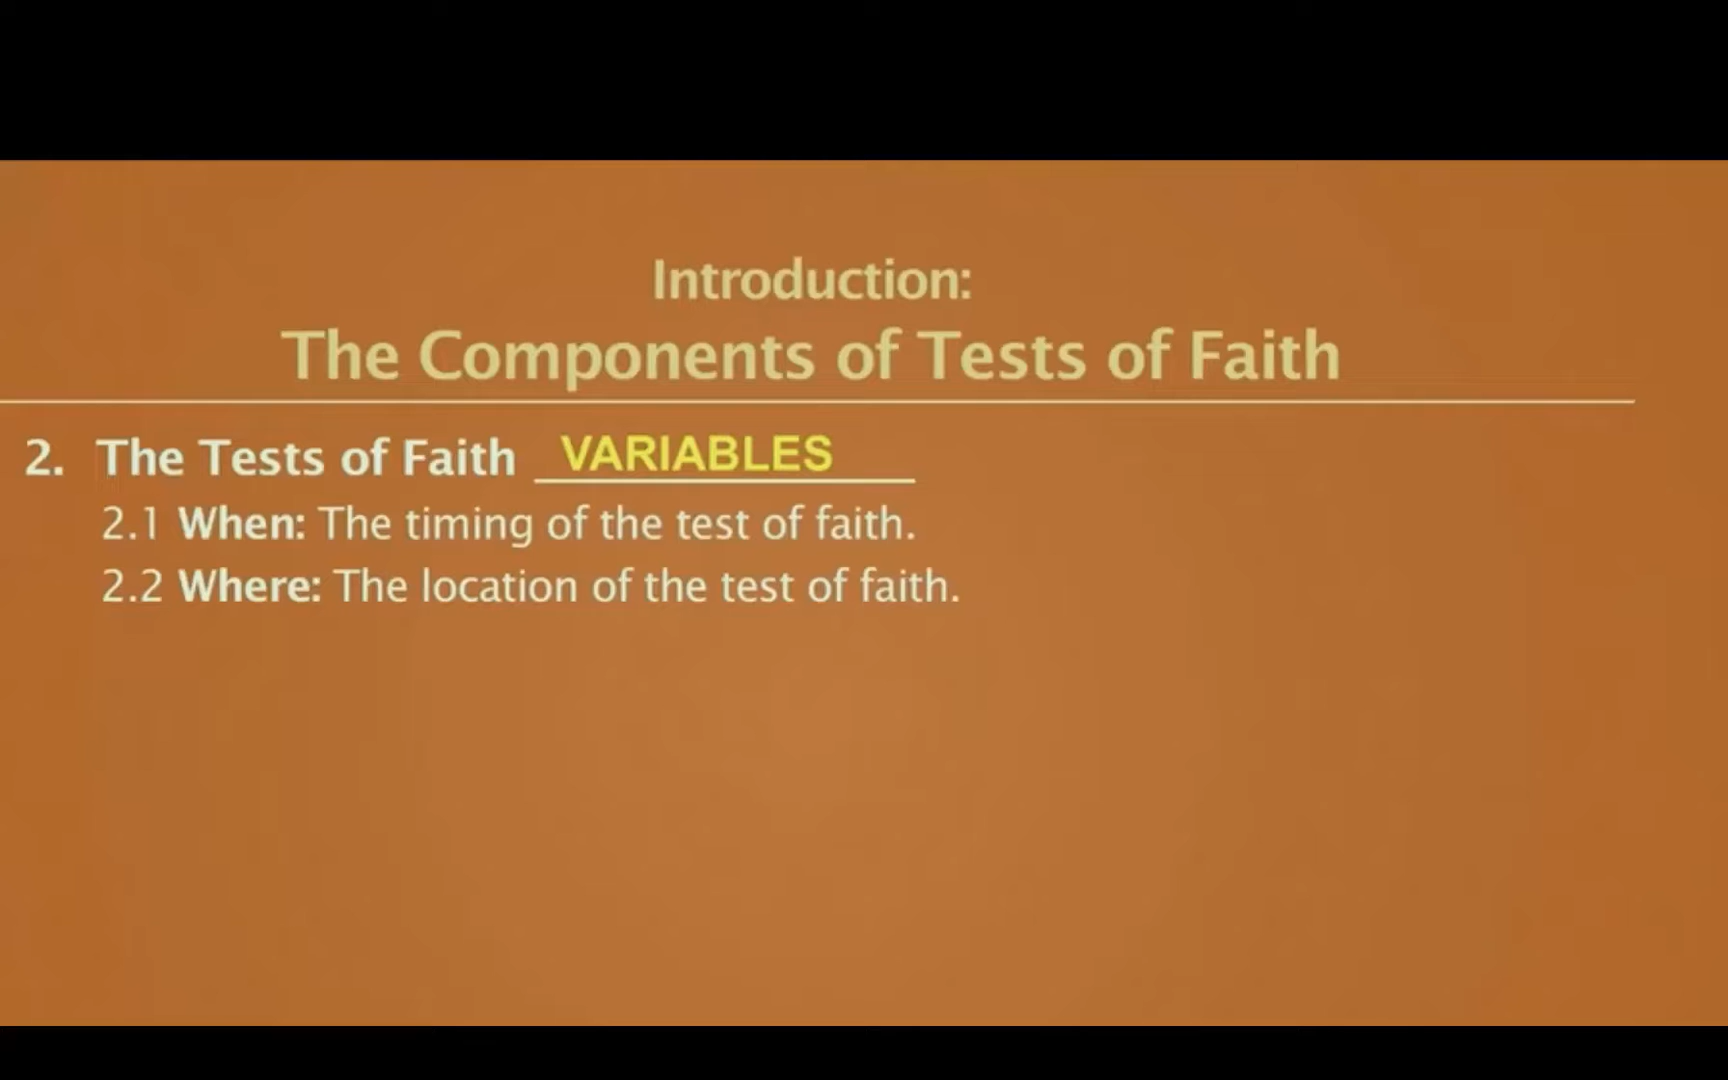 Introduction:
The Components of Tests of Faith
2. The Tests of Faith VARIABLES
2.1 When: The timing of the test of faith.
2.2 Where: The location of the test of faith.